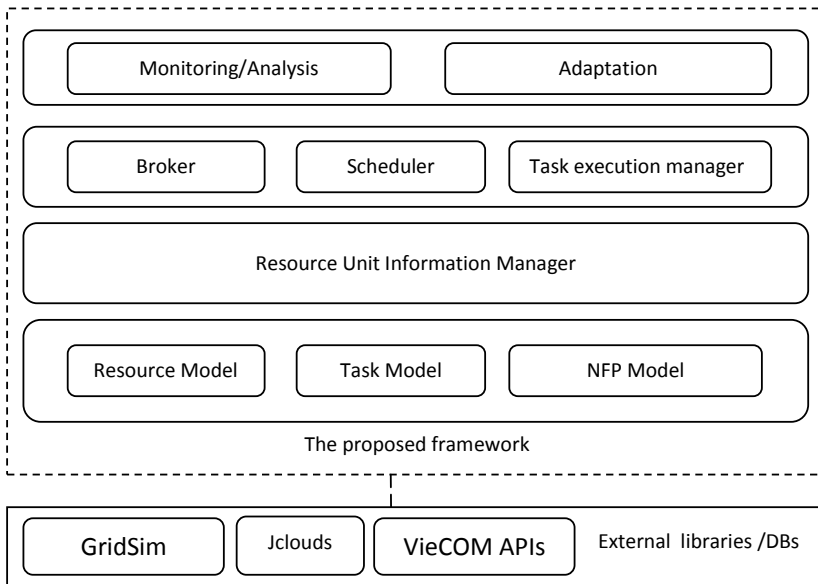 Monitoring/Analysis
Adaptation
Broker
Scheduler
Task execution manager
Resource Unit Information Manager
Resource Model
Task Model
NFP Model
The proposed framework
GridSim
Jclouds
VieCOM APIs
External libraries /DBs